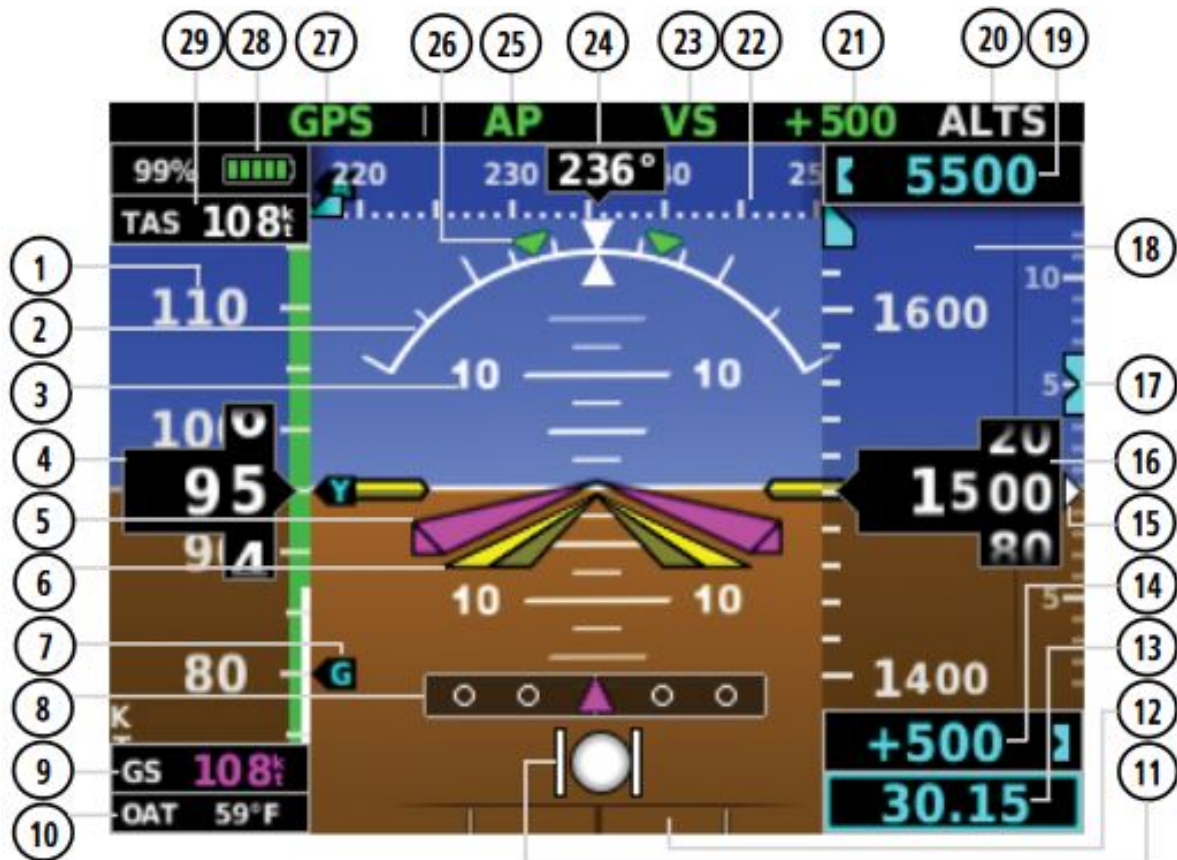 29 28 27 26 25 24 23 22 21 20 19
GPS AP VS +500 ALTS
99% 220 230 236° 5500
TAS 108kt
18
1 110 10
2 1600
3 10 10 5 17
4 100 20
95 Y 1500 16
5 90 4 80 15
6 10 10 5 14
7 80 G 1400 13
8 K
+500 12
9 GS 108kt 11
30.15
10 OAT 59°F